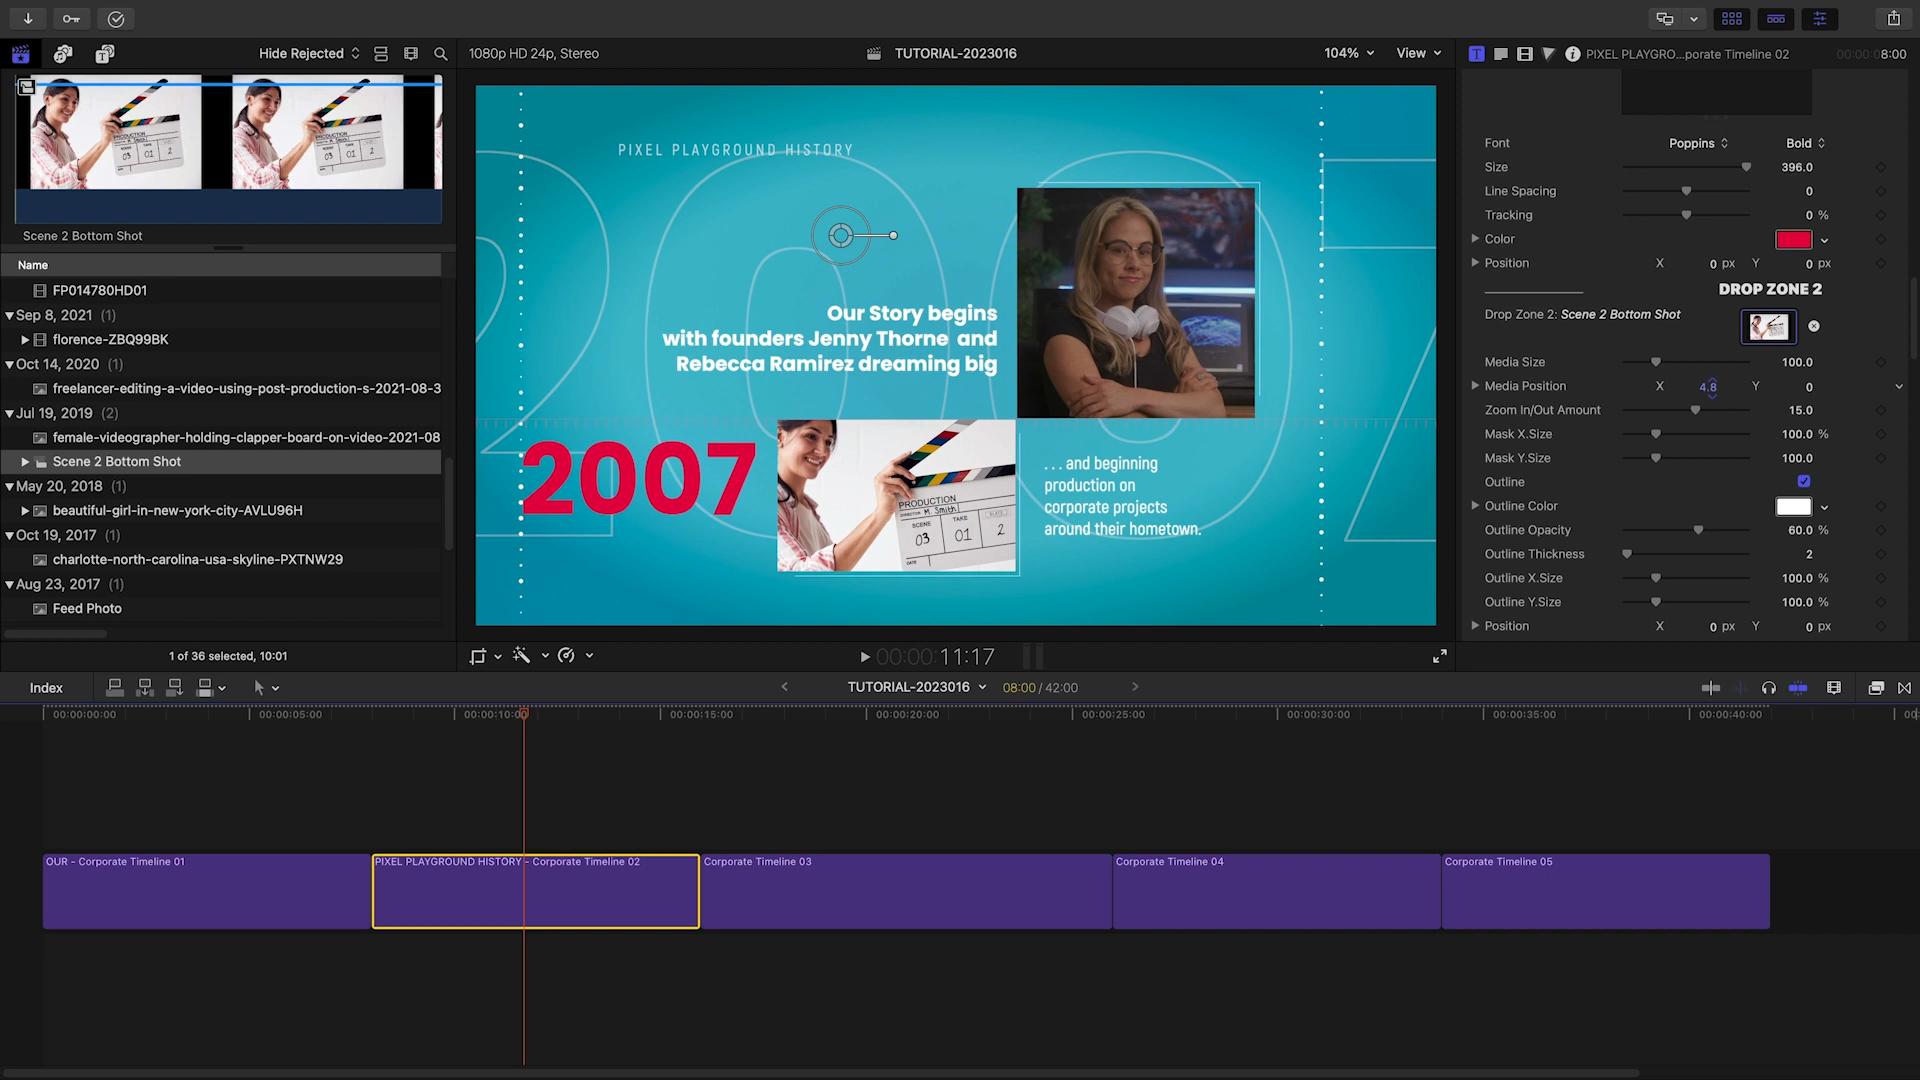 Hide Rejected
1080p HD 24p, Stereo
TUTORIAL-2023016
104%
View
PIXEL PLAYGRO...porate Timeline 02
00:00:08:00
Scene 2 Bottom Shot
Name
FP014780HD01
Sep 8, 2021 (1)
florence-ZBQ99BK
Oct 14, 2020 (1)
freelancer-editing-a-video-using-post-production-s-2021-08-3
Jul 19, 2019 (2)
female-videographer-holding-clapper-board-on-video-2021-08
Scene 2 Bottom Shot
May 20, 2018 (1)
beautiful-girl-in-new-york-city-AVLU96H
Oct 19, 2017 (1)
charlotte-north-carolina-usa-skyline-PXTNW29
Aug 23, 2017 (1)
Feed Photo
1 of 36 selected, 10:01
PIXEL PLAYGROUND HISTORY
Our Story begins
with founders Jenny Thorne and
Rebecca Ramirez dreaming big
2007
PRODUCTION
DIRECTOR M. Smith
SCENE TAKE
03 01 2
DATE
. . . and beginning
production on
corporate projects
around their hometown.
Font Poppins Bold
Size 396.0
Line Spacing 0
Tracking 0 %
Color
Position X 0 px Y 0 px
DROP ZONE 2
Drop Zone 2: Scene 2 Bottom Shot
Media Size 100.0
Media Position X 4.8 Y 0
Zoom In/Out Amount 15.0
Mask X.Size 100.0 %
Mask Y.Size 100.0
Outline
Outline Color
Outline Opacity 60.0 %
Outline Thickness 2
Outline X.Size 100.0 %
Outline Y.Size 100.0 %
Position X 0 px Y 0 px
00:00:11:17
Index
TUTORIAL-2023016
08:00 / 42:00
00:00:00:00
00:00:05:00
00:00:10:00
00:00:15:00
00:00:20:00
00:00:25:00
00:00:30:00
00:00:35:00
00:00:40:00
OUR - Corporate Timeline 01
PIXEL PLAYGROUND HISTORY - Corporate Timeline 02
Corporate Timeline 03
Corporate Timeline 04
Corporate Timeline 05